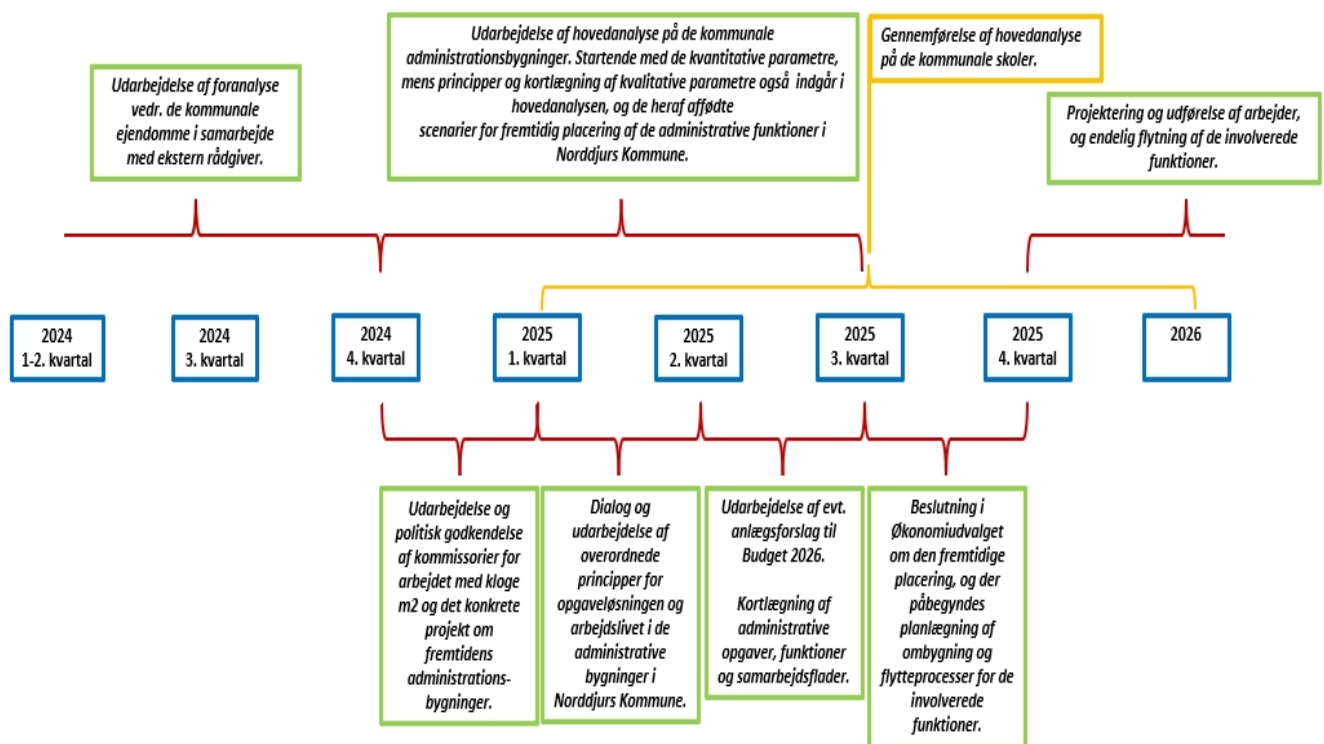 Udarbejdelse af foranalyse
vedr. de kommunale
ejendomme i samarbejde
med ekstern rådgiver.
Udarbejdelse af hovedanalyse på de kommunale
administrationsbygninger. Startende med de kvantitative parametre,
mens principper og kortlægning af kvalitative parametre også indgår i
hovedanalysen, og de heraf affødte
scenarier for fremtidig placering af de administrative funktioner i
Norddjurs Kommune.
Gennemførelse af hovedanalyse
på de kommunale skoler.
Projektering og udførelse af arbejder,
og endelig flytning af de involverede
funktioner.
2024
1-2. kvartal
2024
3. kvartal
2024
4. kvartal
2025
1. kvartal
2025
2. kvartal
2025
3. kvartal
2025
4. kvartal
2026
Udarbejdelse og
politisk godkendelse
af kommissorier for
arbejdet med kloge
m2 og det konkrete
projekt om
fremtidens
administrations-
bygninger.
Dialog og
udarbejdelse af
overordnede
principper for
opgaveløsningen og
arbejdslivet i de
administrative
bygninger i
Norddjurs Kommune.
Udarbejdelse af evt.
anlægsforslag til
Budget 2026.
Kortlægning af
administrative
opgaver, funktioner
og samarbejdsflader.
Beslutning i
Økonomiudvalget
om den fremtidige
placering, og der
påbegyndes
planlægning af
ombygning og
flytteprocesser for de
involverede
funktioner.